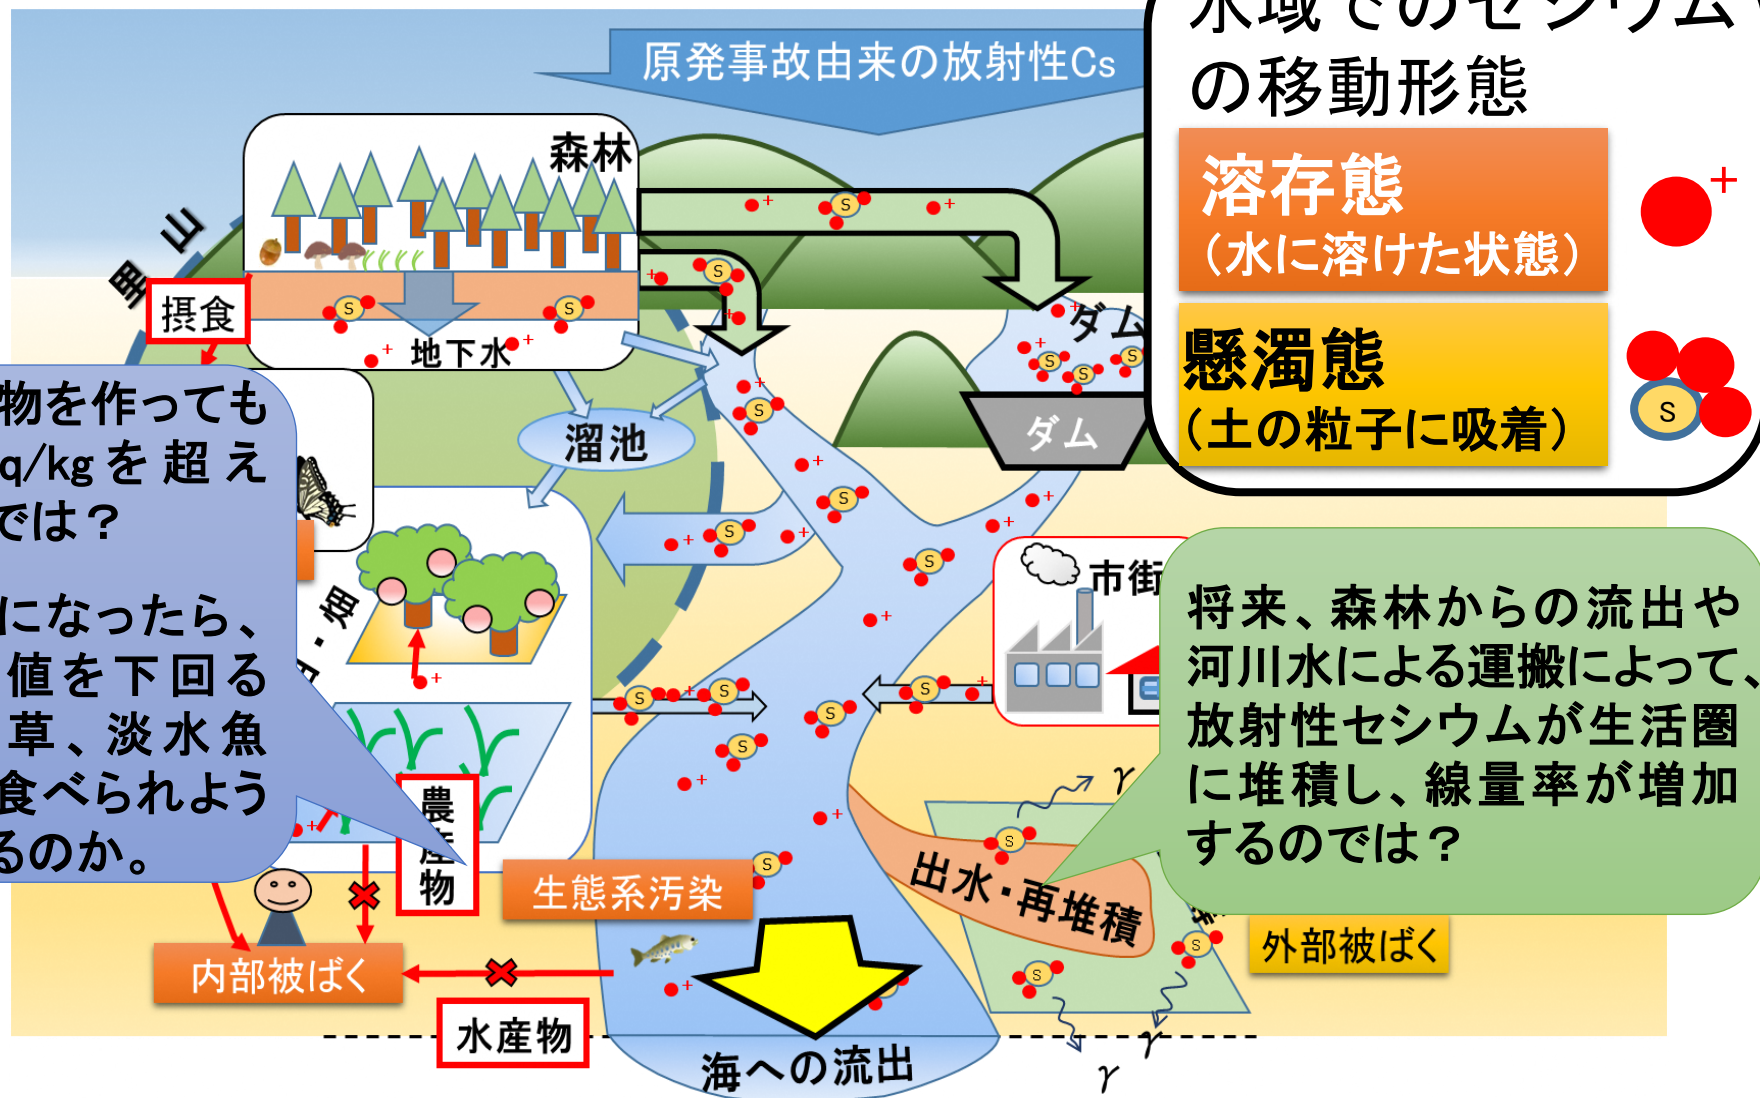 原発事故由来の放射性Cs
水域でのセシウム
の移動形態
溶存態
（水に溶けた状態）
+
懸濁態
（土の粒子に吸着）
S
森林
里山
摂食
地下水
溜池
ダム
ダム
物を作っても
q/kgを超え
では？
になったら、
値を下回る
草、淡水魚
食べられよう
るのか。
・畑
市街
将来、森林からの流出や
河川水による運搬によって、
放射性セシウムが生活圏
に堆積し、線量率が増加
するのでは？
農産物
生態系汚染
出水・再堆積
γ
内部被ばく
外部被ばく
水産物
海への流出
γ
γ